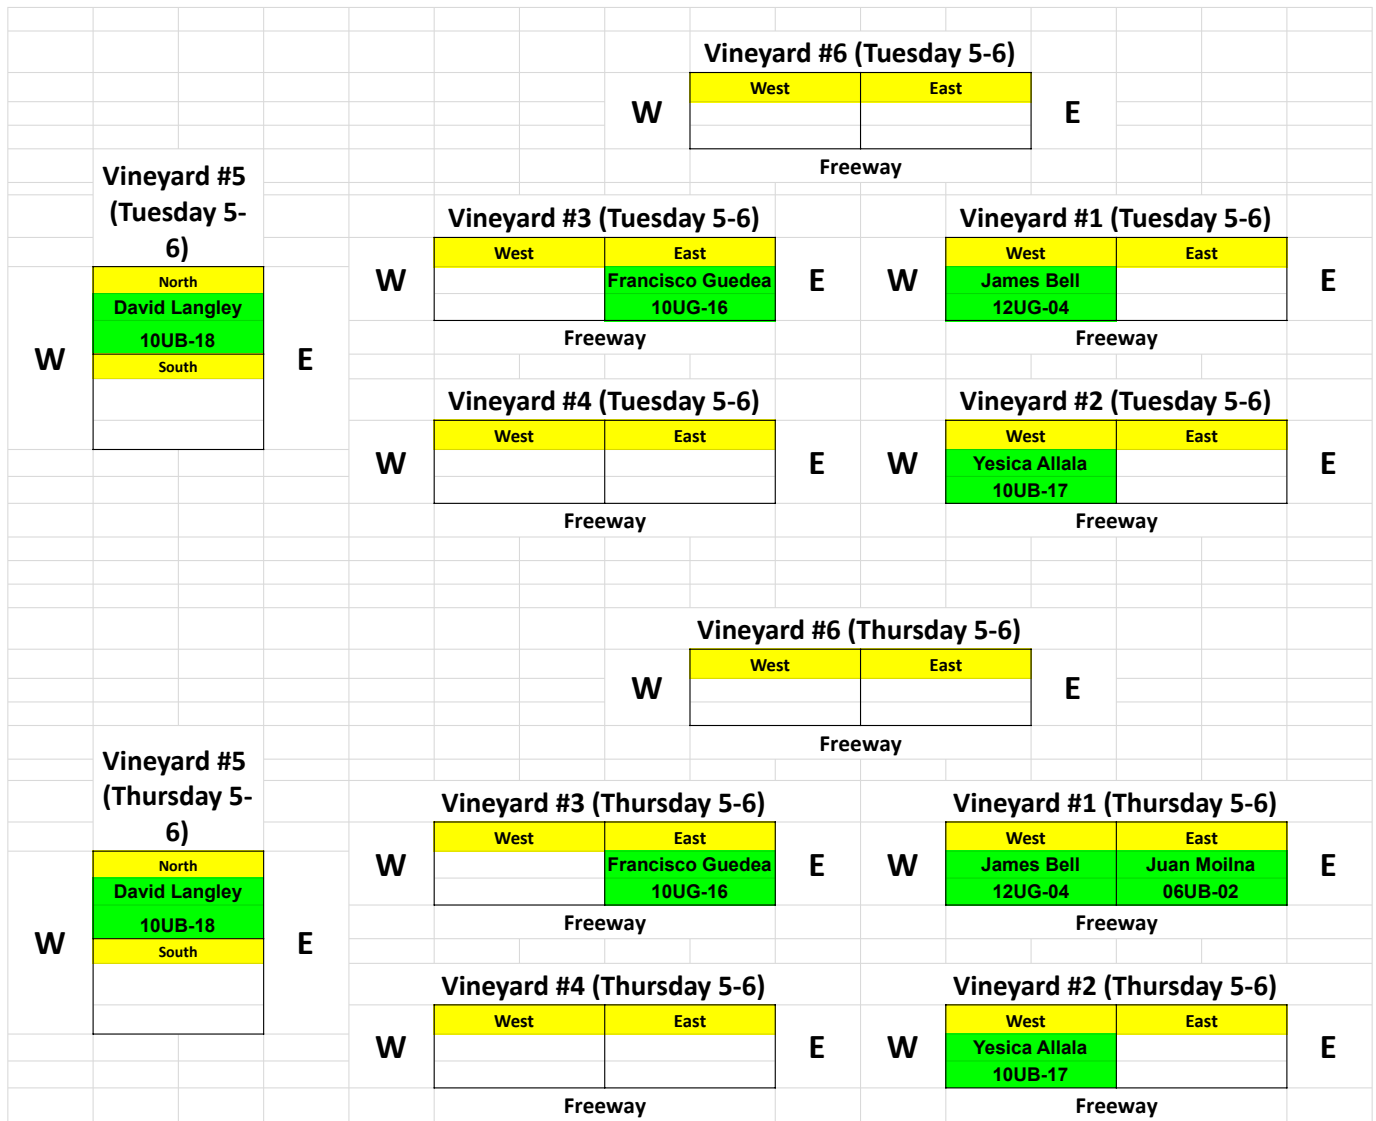 Vineyard #6 (Tuesday 5-6)
West East
W E
Freeway
Vineyard #5
(Tuesday 5-
6)
North
David Langley
10UB-18
South
W E
Vineyard #3 (Tuesday 5-6)
West East
Francisco Guedea
W E
10UG-16
Freeway
Vineyard #1 (Tuesday 5-6)
West East
James Bell
W E
12UG-04
Freeway
Vineyard #4 (Tuesday 5-6)
West East
W E
Freeway
Vineyard #2 (Tuesday 5-6)
West East
Yesica Allala
W E
10UB-17
Freeway
Vineyard #6 (Thursday 5-6)
West East
W E
Freeway
Vineyard #5
(Thursday 5-
6)
North
David Langley
10UB-18
South
W E
Vineyard #3 (Thursday 5-6)
West East
Francisco Guedea
W E
10UG-16
Freeway
Vineyard #1 (Thursday 5-6)
West East
James Bell Juan Moilna
W E
12UG-04 06UB-02
Freeway
Vineyard #4 (Thursday 5-6)
West East
W E
Freeway
Vineyard #2 (Thursday 5-6)
West East
Yesica Allala
W E
10UB-17
Freeway